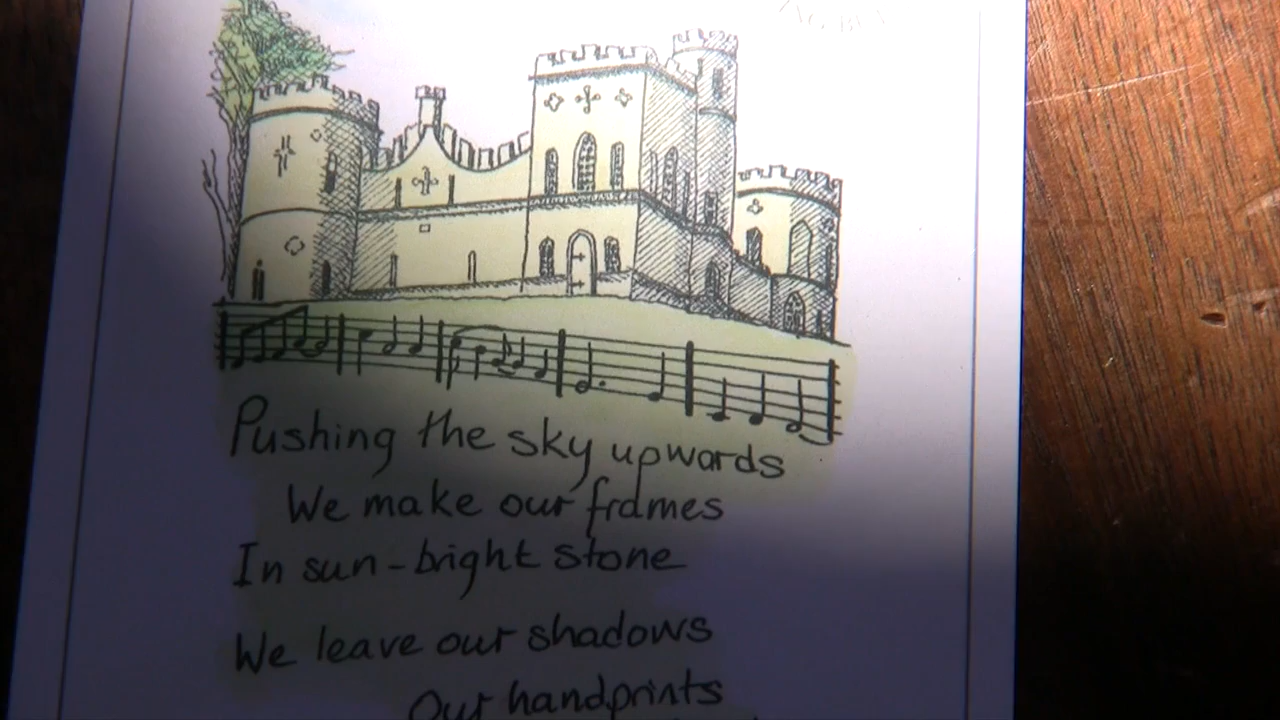 Pushing the sky upwards
We make our frames
In sun-bright stone
We leave our shadows
Our handprints